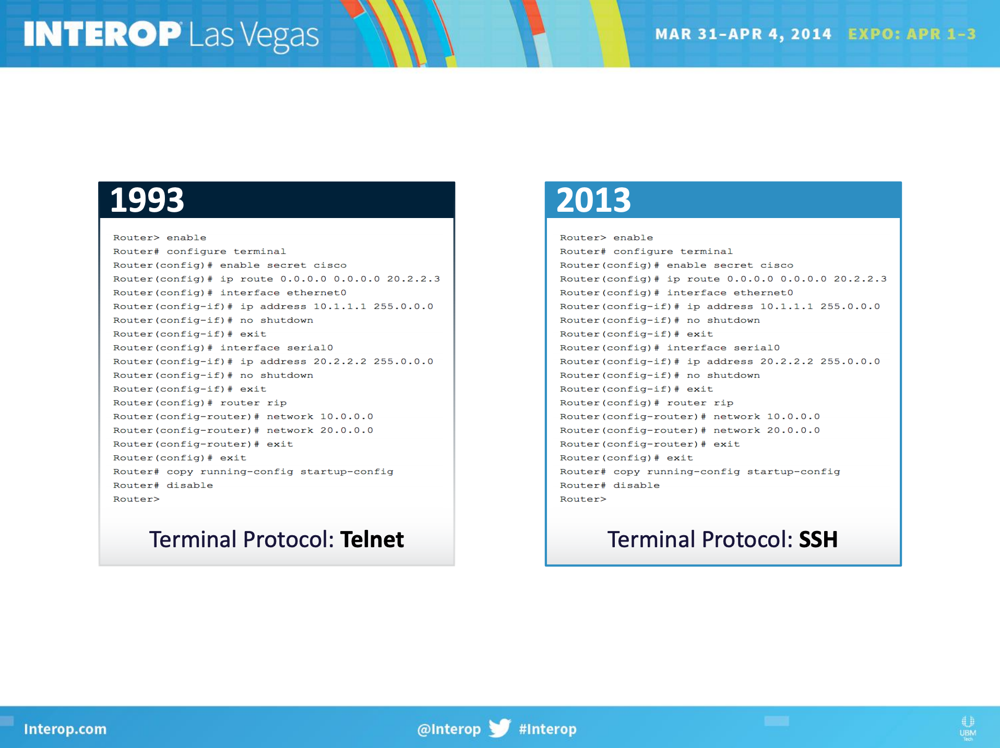 INTEROP Las Vegas
MAR 31–APR 4, 2014 EXPO: APR 1–3
1993
Router> enable
Router# configure terminal
Router(config)# enable secret cisco
Router(config)# ip route 0.0.0.0 0.0.0.0 20.2.2.3
Router(config)# interface ethernet0
Router(config-if)# ip address 10.1.1.1 255.0.0.0
Router(config-if)# no shutdown
Router(config-if)# exit
Router(config)# interface serial0
Router(config-if)# ip address 20.2.2.2 255.0.0.0
Router(config-if)# no shutdown
Router(config-if)# exit
Router(config)# router rip
Router(config-router)# network 10.0.0.0
Router(config-router)# network 20.0.0.0
Router(config-router)# exit
Router(config)# exit
Router# copy running-config startup-config
Router# disable
Router>
Terminal Protocol: Telnet
2013
Router> enable
Router# configure terminal
Router(config)# enable secret cisco
Router(config)# ip route 0.0.0.0 0.0.0.0 20.2.2.3
Router(config)# interface ethernet0
Router(config-if)# ip address 10.1.1.1 255.0.0.0
Router(config-if)# no shutdown
Router(config-if)# exit
Router(config)# interface serial0
Router(config-if)# ip address 20.2.2.2 255.0.0.0
Router(config-if)# no shutdown
Router(config-if)# exit
Router(config)# router rip
Router(config-router)# network 10.0.0.0
Router(config-router)# network 20.0.0.0
Router(config-router)# exit
Router(config)# exit
Router# copy running-config startup-config
Router# disable
Router>
Terminal Protocol: SSH
Interop.com
@Interop #Interop
UBM
Tech